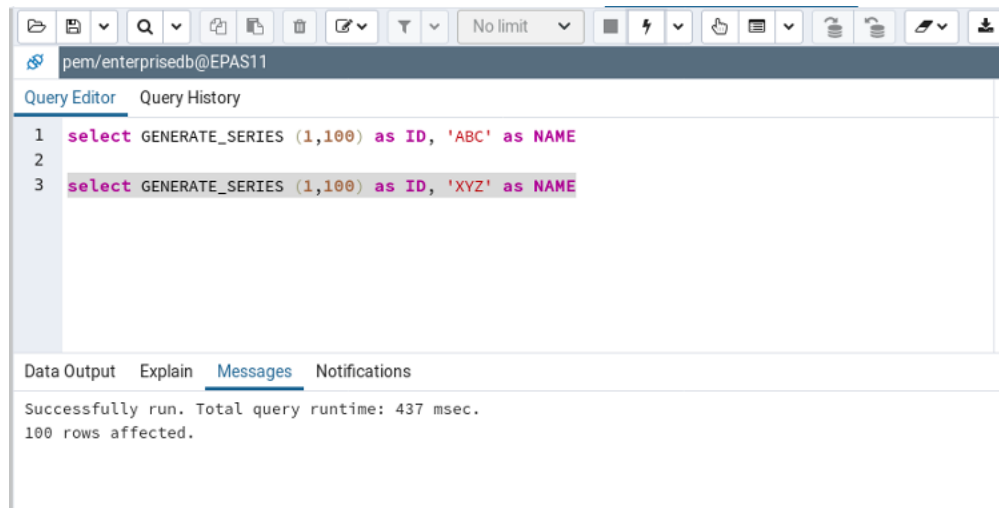 No limit
pem/enterprisedb@EPAS11
Query Editor Query History
1 select GENERATE_SERIES (1,100) as ID, 'ABC' as NAME
2
3 select GENERATE_SERIES (1,100) as ID, 'XYZ' as NAME
Data Output Explain Messages Notifications
Successfully run. Total query runtime: 437 msec.
100 rows affected.